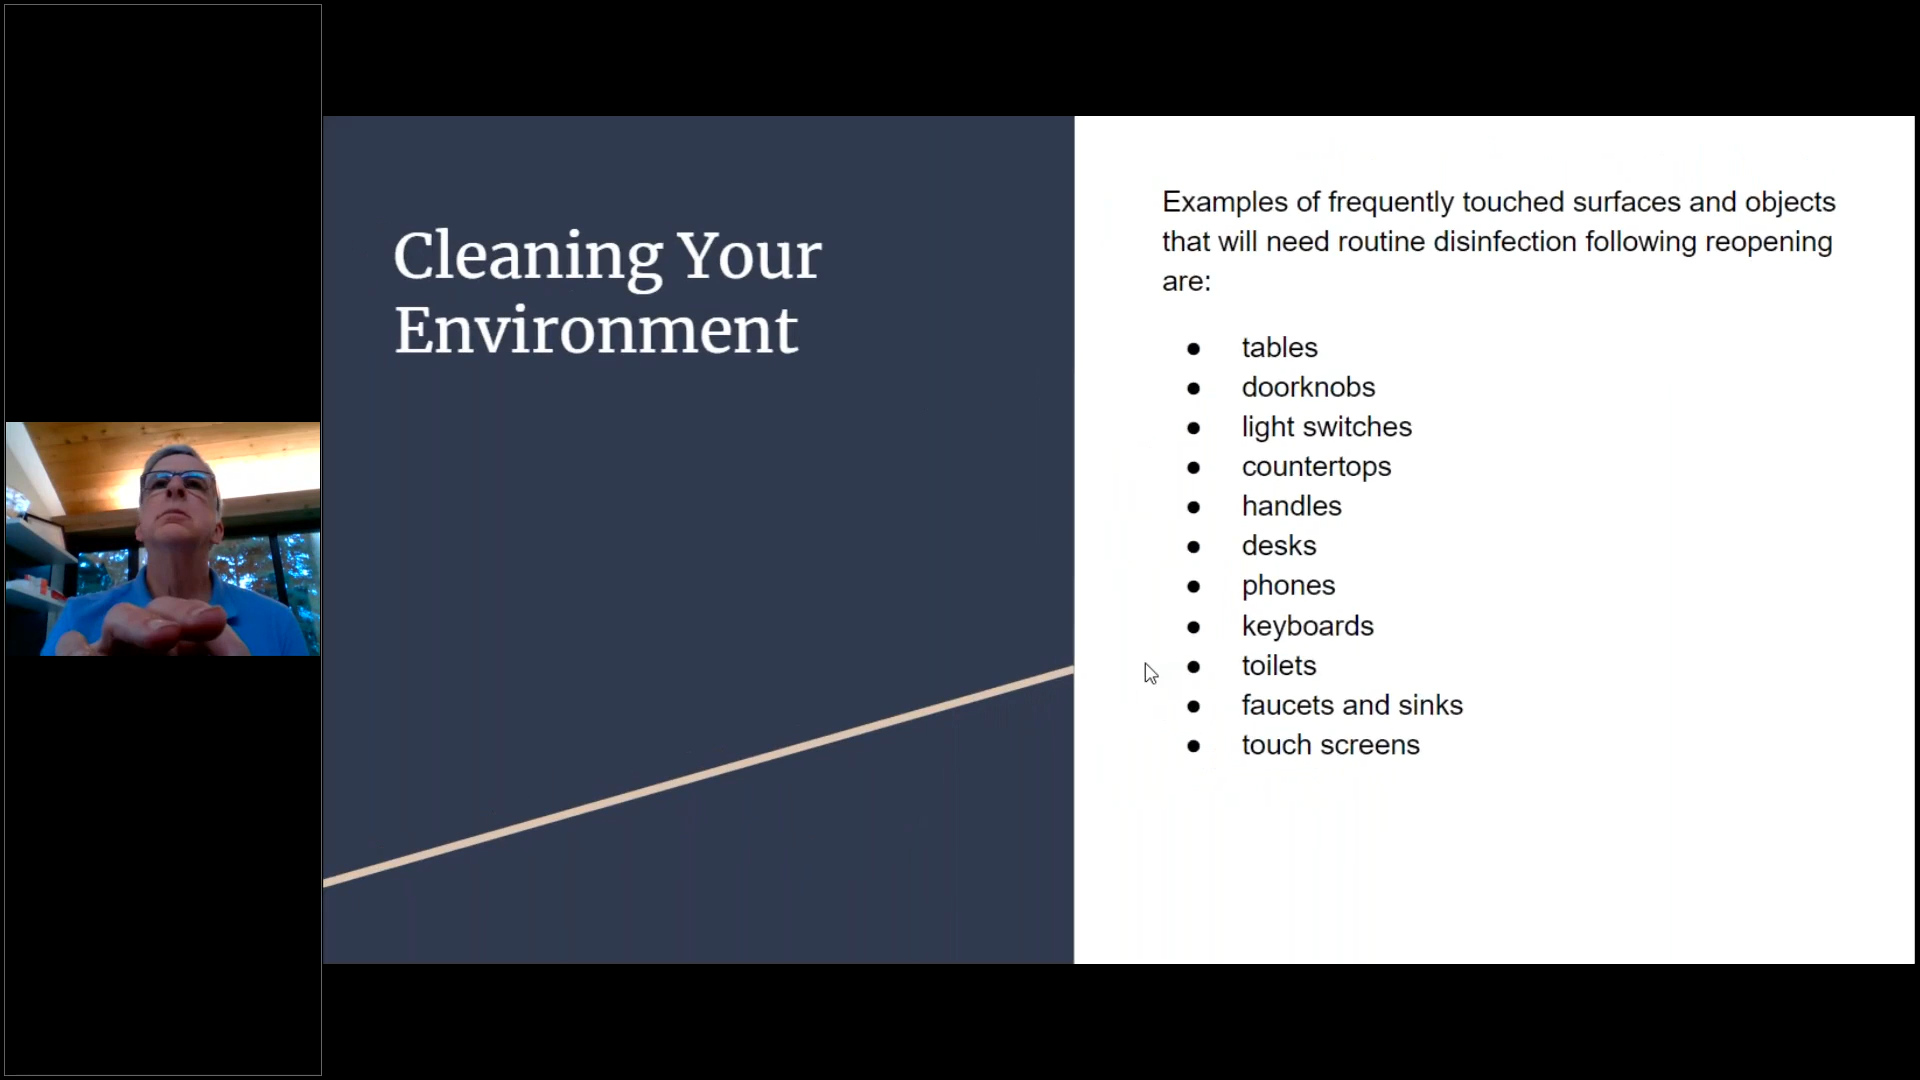 Cleaning Your
Environment
Examples of frequently touched surfaces and objects
that will need routine disinfection following reopening
are:
● tables
● doorknobs
● light switches
● countertops
● handles
● desks
● phones
● keyboards
● toilets
● faucets and sinks
● touch screens